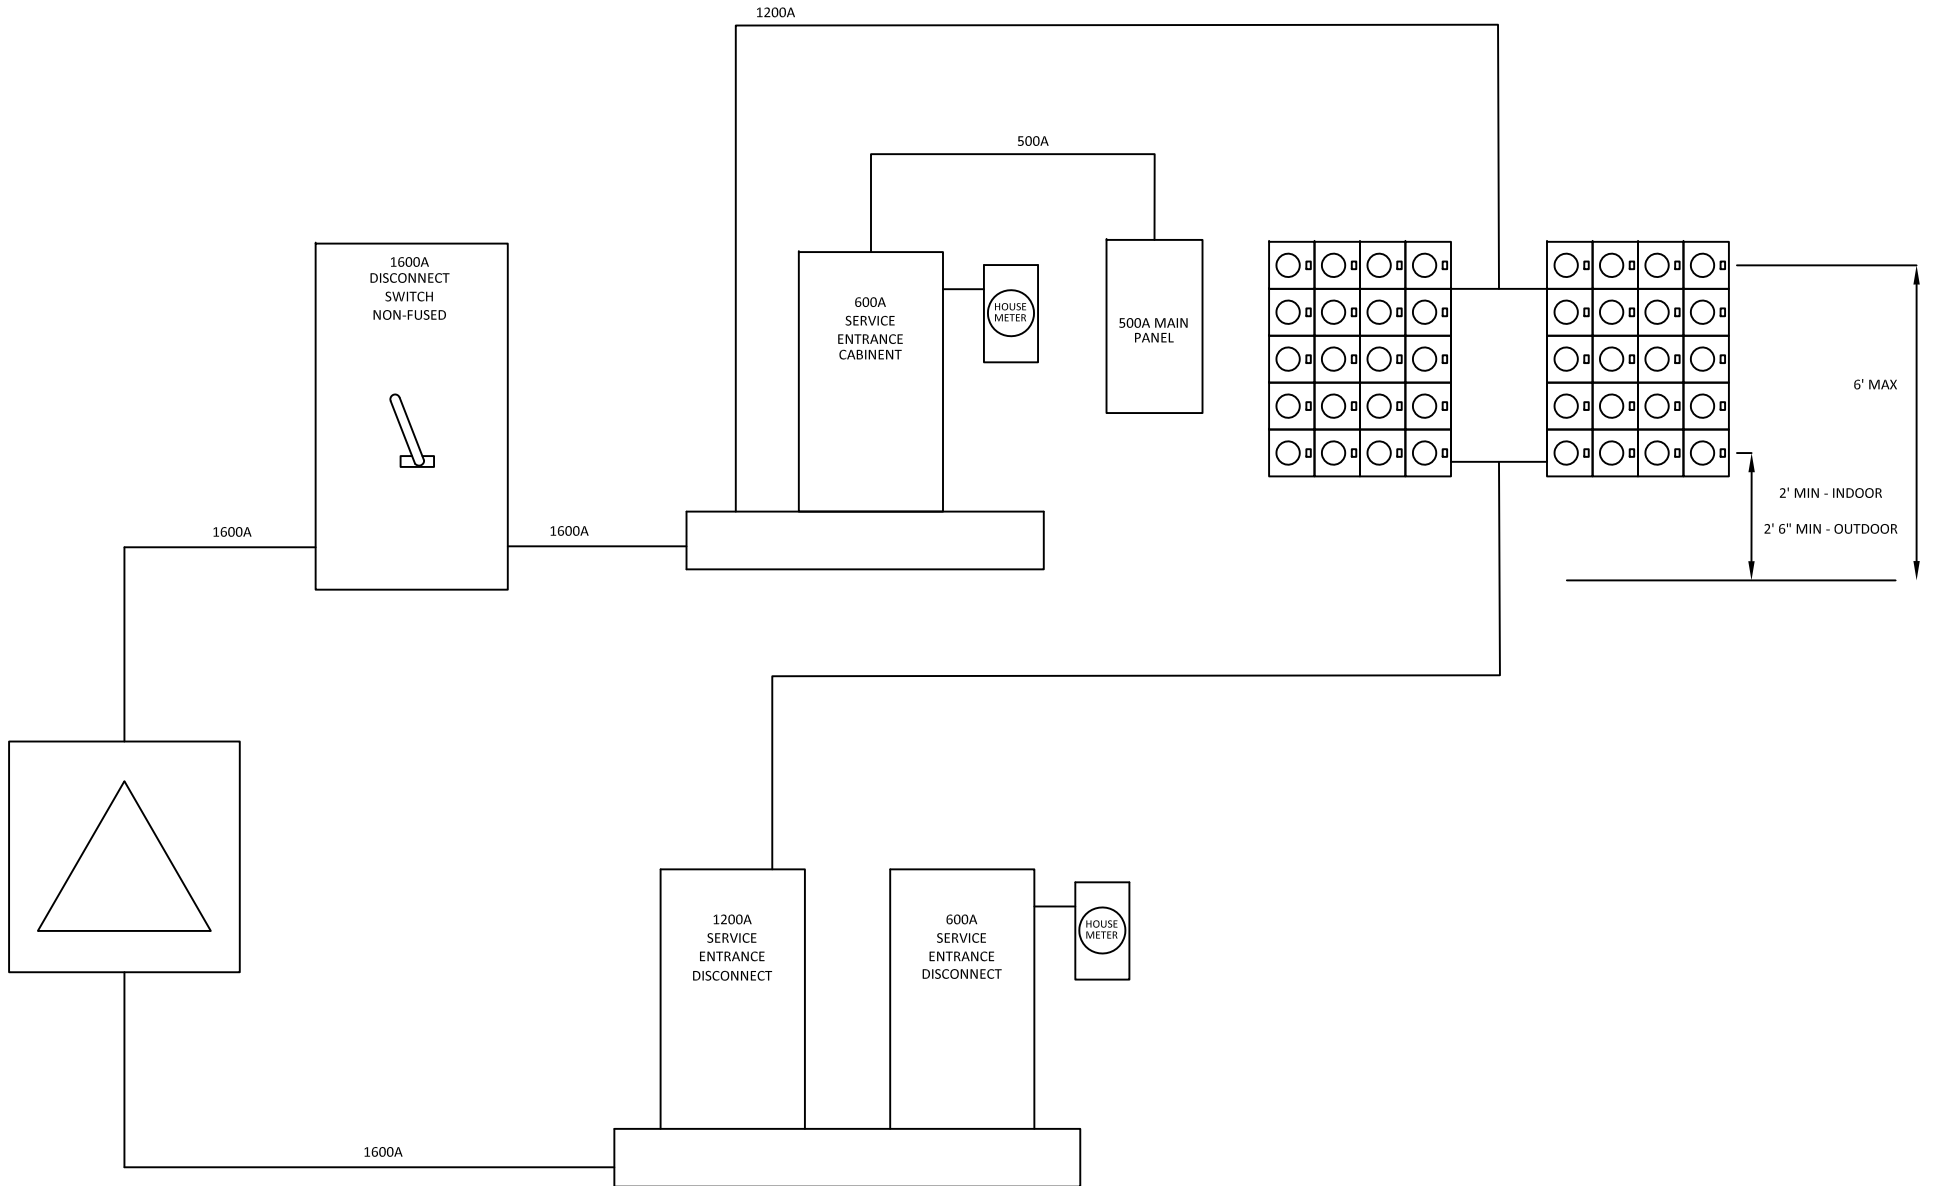 1200A
500A
1600A
DISCONNECT
SWITCH
NON-FUSED
600A
SERVICE
ENTRANCE
CABINENT
HOUSE
METER
500A MAIN
PANEL
6' MAX
2' MIN - INDOOR
2' 6" MIN - OUTDOOR
1600A
1600A
1200A
SERVICE
ENTRANCE
DISCONNECT
600A
SERVICE
ENTRANCE
DISCONNECT
HOUSE
METER
1600A